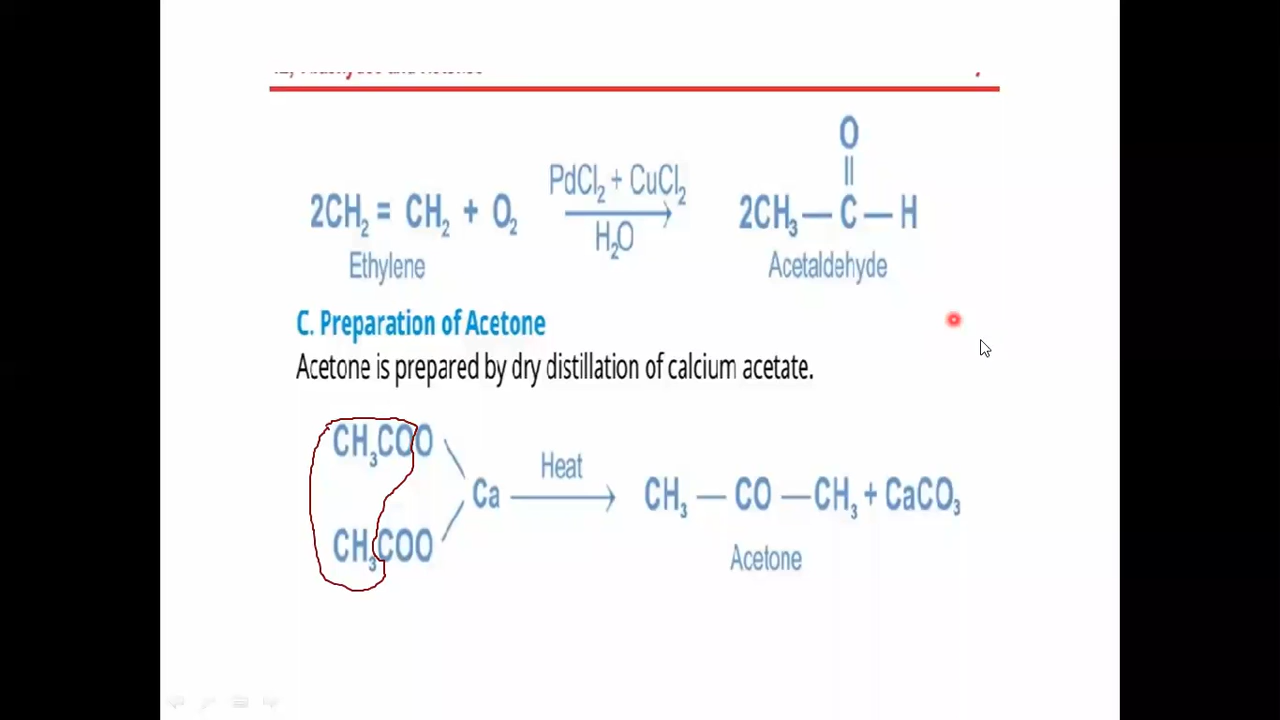 O
||
PdCl₂ + CuCl₂
2CH₂ = CH₂ + O₂ → 2CH₃ — C — H
H₂O
Ethylene Acetaldehyde
C. Preparation of Acetone
Acetone is prepared by dry distillation of calcium acetate.
CH₃COO
Heat
Ca → CH₃ — CO — CH₃ + CaCO₃
CH₃COO
Acetone